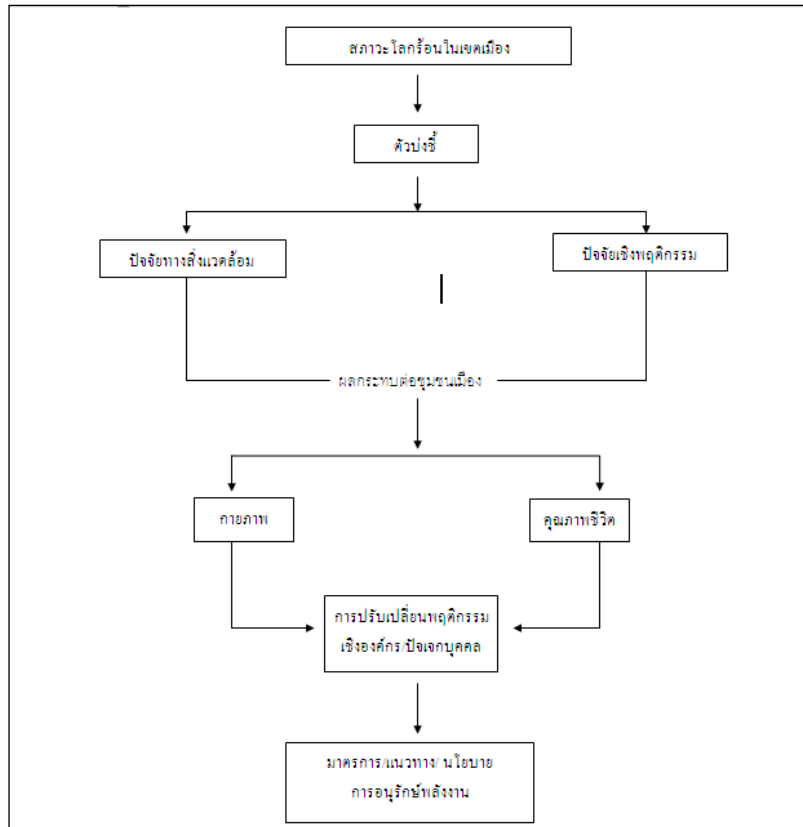 สภาวะโลกร้อนในเขตเมือง
ตัวบ่งชี้
ปัจจัยทางสิ่งแวดล้อม
ปัจจัยเชิงพฤติกรรม
ผลกระทบต่อชุมชนเมือง
กายภาพ
คุณภาพชีวิต
การปรับเปลี่ยนพฤติกรรม
เชิงองค์กร/ปัจเจกบุคคล
มาตรการ/แนวทาง/ นโยบาย
การอนุรักษ์พลังงาน